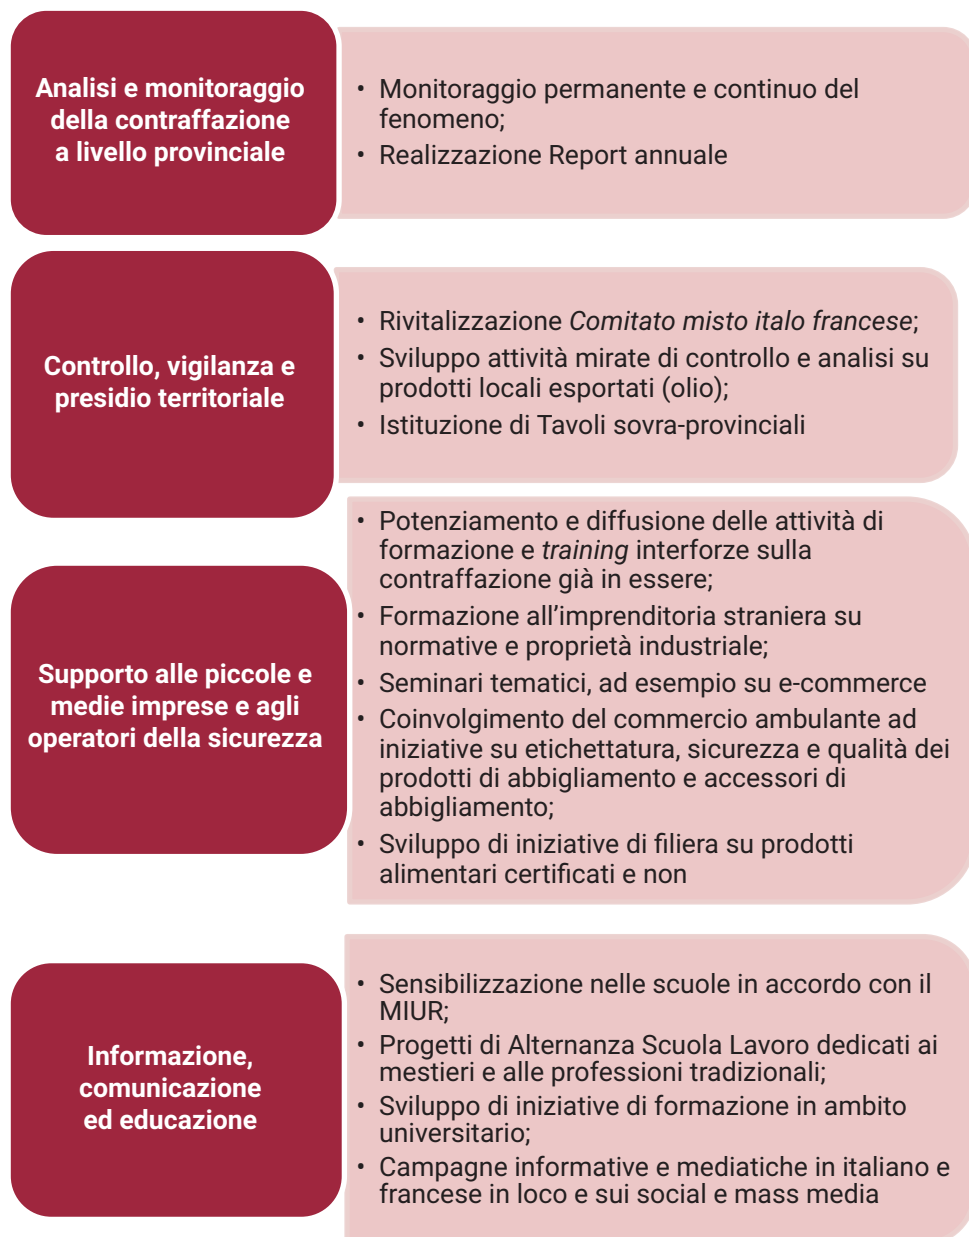 Analisi e monitoraggio
della contraffazione
a livello provinciale
• Monitoraggio permanente e continuo del
fenomeno;
• Realizzazione Report annuale
Controllo, vigilanza e
presidio territoriale
• Rivitalizzazione Comitato misto italo francese;
• Sviluppo attività mirate di controllo e analisi su
prodotti locali esportati (olio);
• Istituzione di Tavoli sovra-provinciali
Supporto alle piccole e
medie imprese e agli
operatori della sicurezza
• Potenziamento e diffusione delle attività di
formazione e training interforze sulla
contraffazione già in essere;
• Formazione all’imprenditoria straniera su
normative e proprietà industriale;
• Seminari tematici, ad esempio su e-commerce
• Coinvolgimento del commercio ambulante ad
iniziative su etichettatura, sicurezza e qualità dei
prodotti di abbigliamento e accessori di
abbigliamento;
• Sviluppo di iniziative di filiera su prodotti
alimentari certificati e non
Informazione,
comunicazione
ed educazione
• Sensibilizzazione nelle scuole in accordo con il
MIUR;
• Progetti di Alternanza Scuola Lavoro dedicati ai
mestieri e alle professioni tradizionali;
• Sviluppo di iniziative di formazione in ambito
universitario;
• Campagne informative e mediatiche in italiano e
francese in loco e sui social e mass media